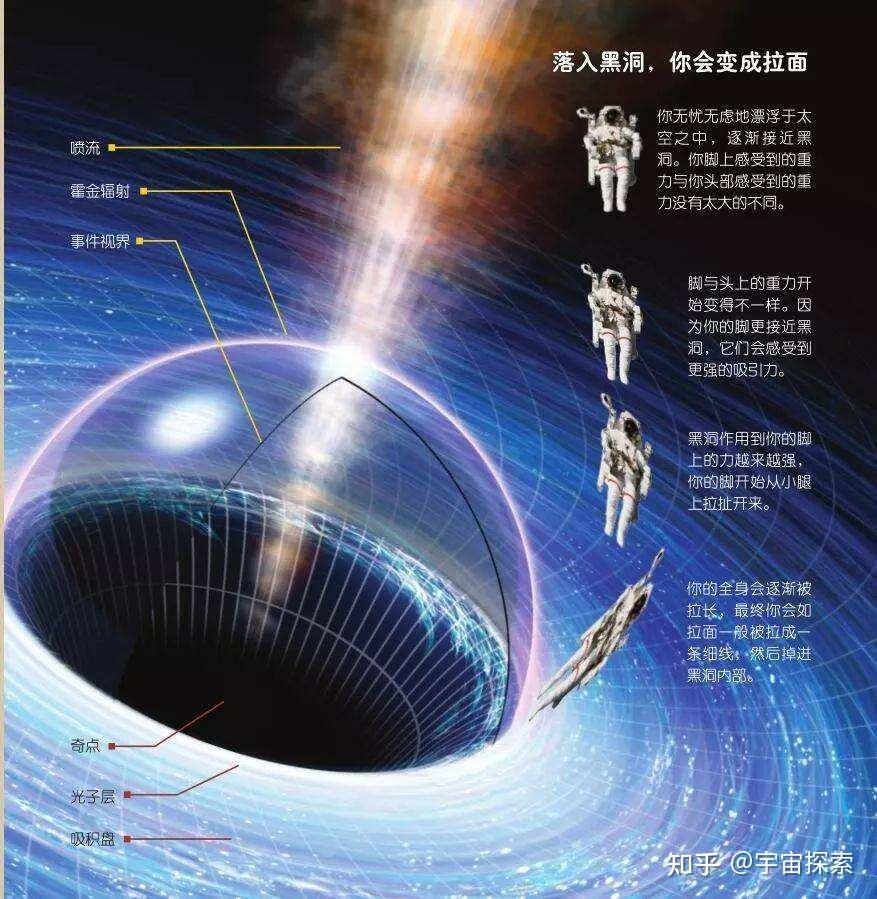 落入黑洞，你会变成拉面
你无忧无虑地漂浮于太
空之中，逐渐接近黑
洞。你脚上感受到的重
力与你头部感受到的重
力没有太大的不同。
喷流
霍金辐射
事件视界
脚与头上的重力开
始变得不一样。因
为你的脚更接近黑
洞，它们会感受到
更强的吸引力。
黑洞作用到你的脚
上的力越来越强，
你的脚开始从小腿
上拉扯开来。
你的全身会逐渐被
拉长，最终你会如
拉面一般被拉成一
条细线，然后掉进
黑洞内部。
奇点
光子层
吸积盘
知乎 @宇宙探索